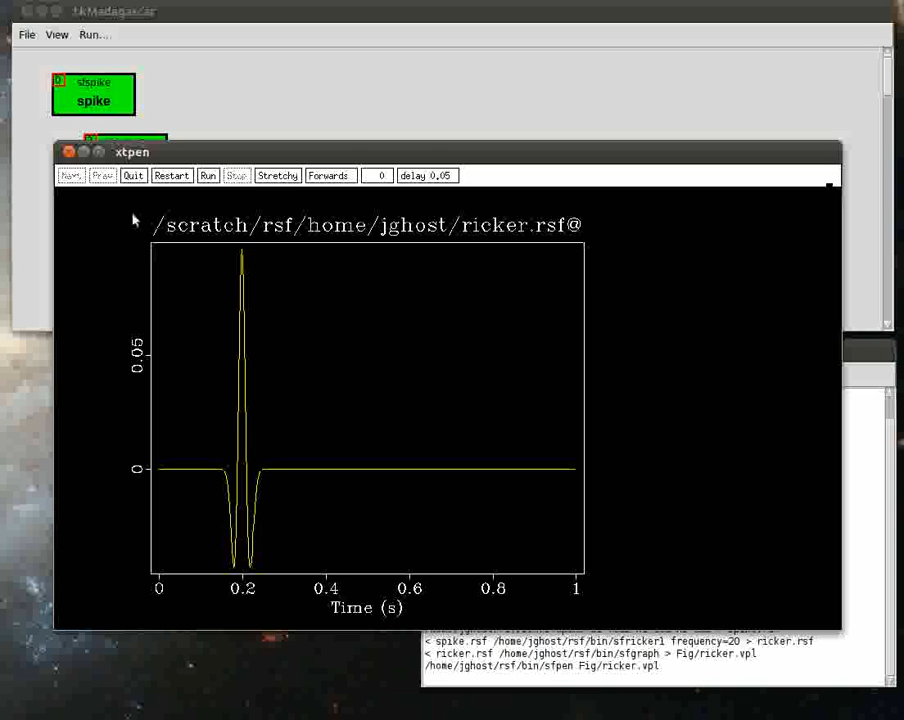 tkMadagascar
File View Run...
0 sfspike
spike
0
xtpen
Next Prev Quit Restart Run Stop Stretchy Forwards 0 delay 0.05
/scratch/rsf/home/jghost/ricker.rsf@
0.05
0
0 0.2 0.4 0.6 0.8 1
Time (s)
< spike.rsf /home/jghost/rsf/bin/sfricker1 frequency=20 > ricker.rsf
< ricker.rsf /home/jghost/rsf/bin/sfgraph > Fig/ricker.vpl
/home/jghost/rsf/bin/sfpen Fig/ricker.vpl